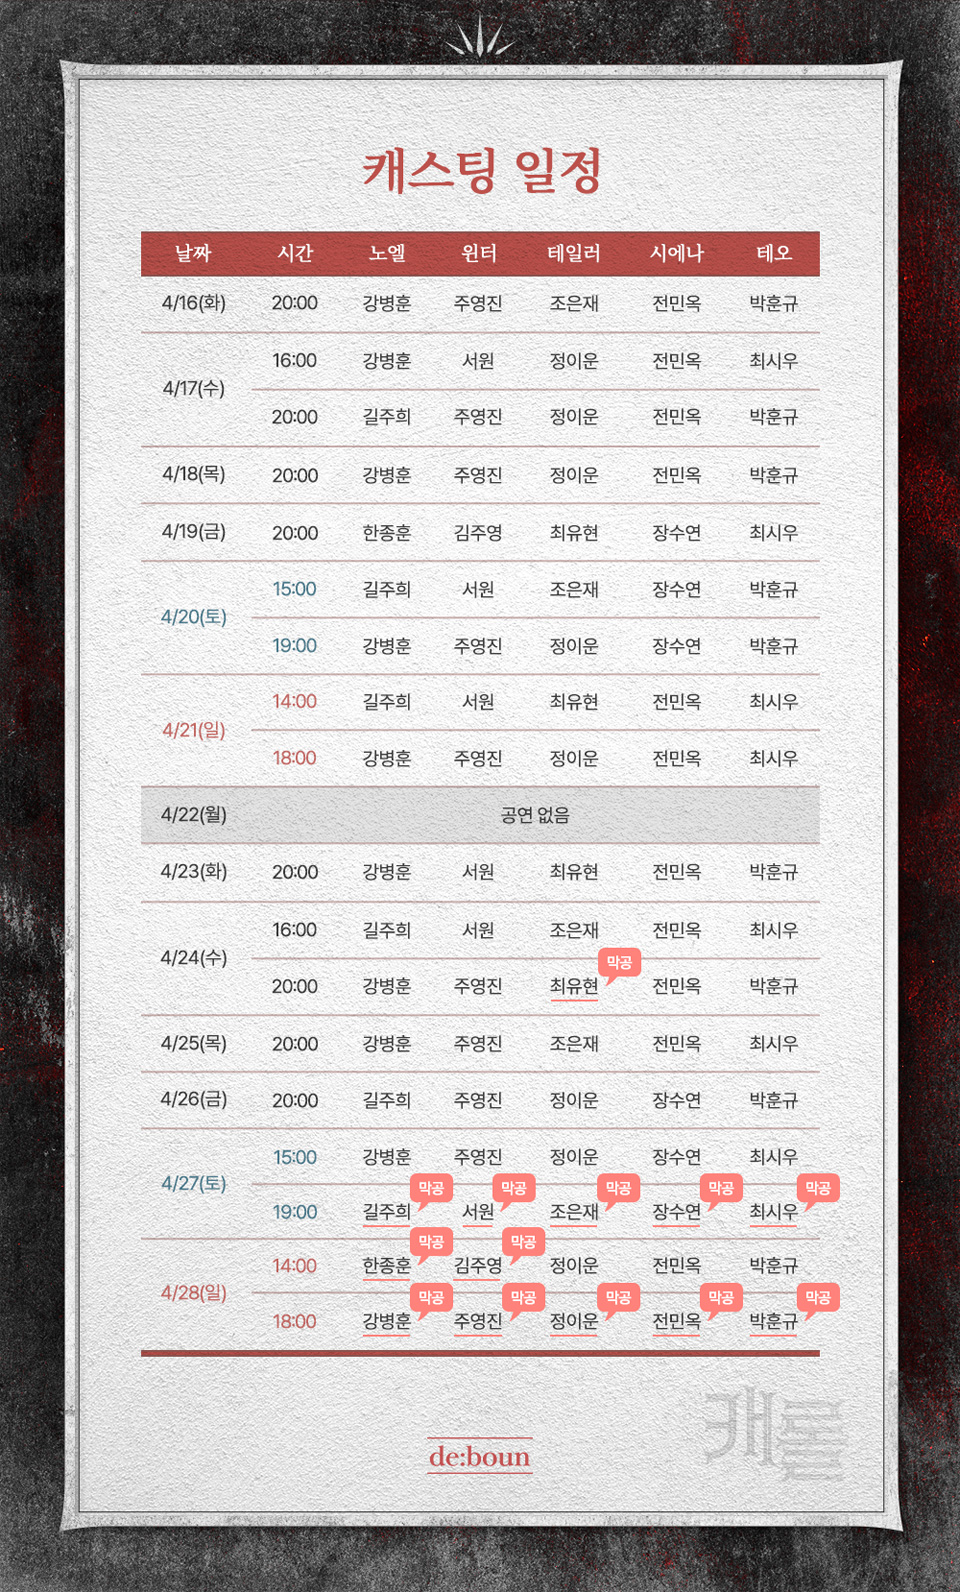 캐스팅 일정
날짜 시간 노엘 윈터 테일러 시에나 테오
4/16(화) 20:00 강병훈 주영진 조은재 전민옥 박훈규
4/17(수)
16:00 강병훈 서원 정이운 전민옥 최시우
20:00 길주희 주영진 정이운 전민옥 박훈규
4/18(목) 20:00 강병훈 주영진 정이운 전민옥 박훈규
4/19(금) 20:00 한종훈 김주영 최유현 장수연 최시우
4/20(토)
15:00 길주희 서원 조은재 장수연 박훈규
19:00 강병훈 주영진 정이운 장수연 박훈규
4/21(일)
14:00 길주희 서원 최유현 전민옥 최시우
18:00 강병훈 주영진 정이운 전민옥 최시우
4/22(월) 공연 없음
4/23(화) 20:00 강병훈 서원 최유현 전민옥 박훈규
4/24(수)
16:00 길주희 서원 조은재 전민옥 최시우
막공
20:00 강병훈 주영진 최유현 전민옥 박훈규
4/25(목) 20:00 강병훈 주영진 조은재 전민옥 최시우
4/26(금) 20:00 길주희 주영진 정이운 장수연 박훈규
4/27(토)
15:00 강병훈 주영진 정이운 장수연 최시우
막공 막공 막공 막공 막공
19:00 길주희 서원 조은재 장수연 최시우
4/28(일)
막공 막공
14:00 한종훈 김주영 정이운 전민옥 박훈규
막공 막공 막공 막공 막공
18:00 강병훈 주영진 정이운 전민옥 박훈규
캐롤
de:boun